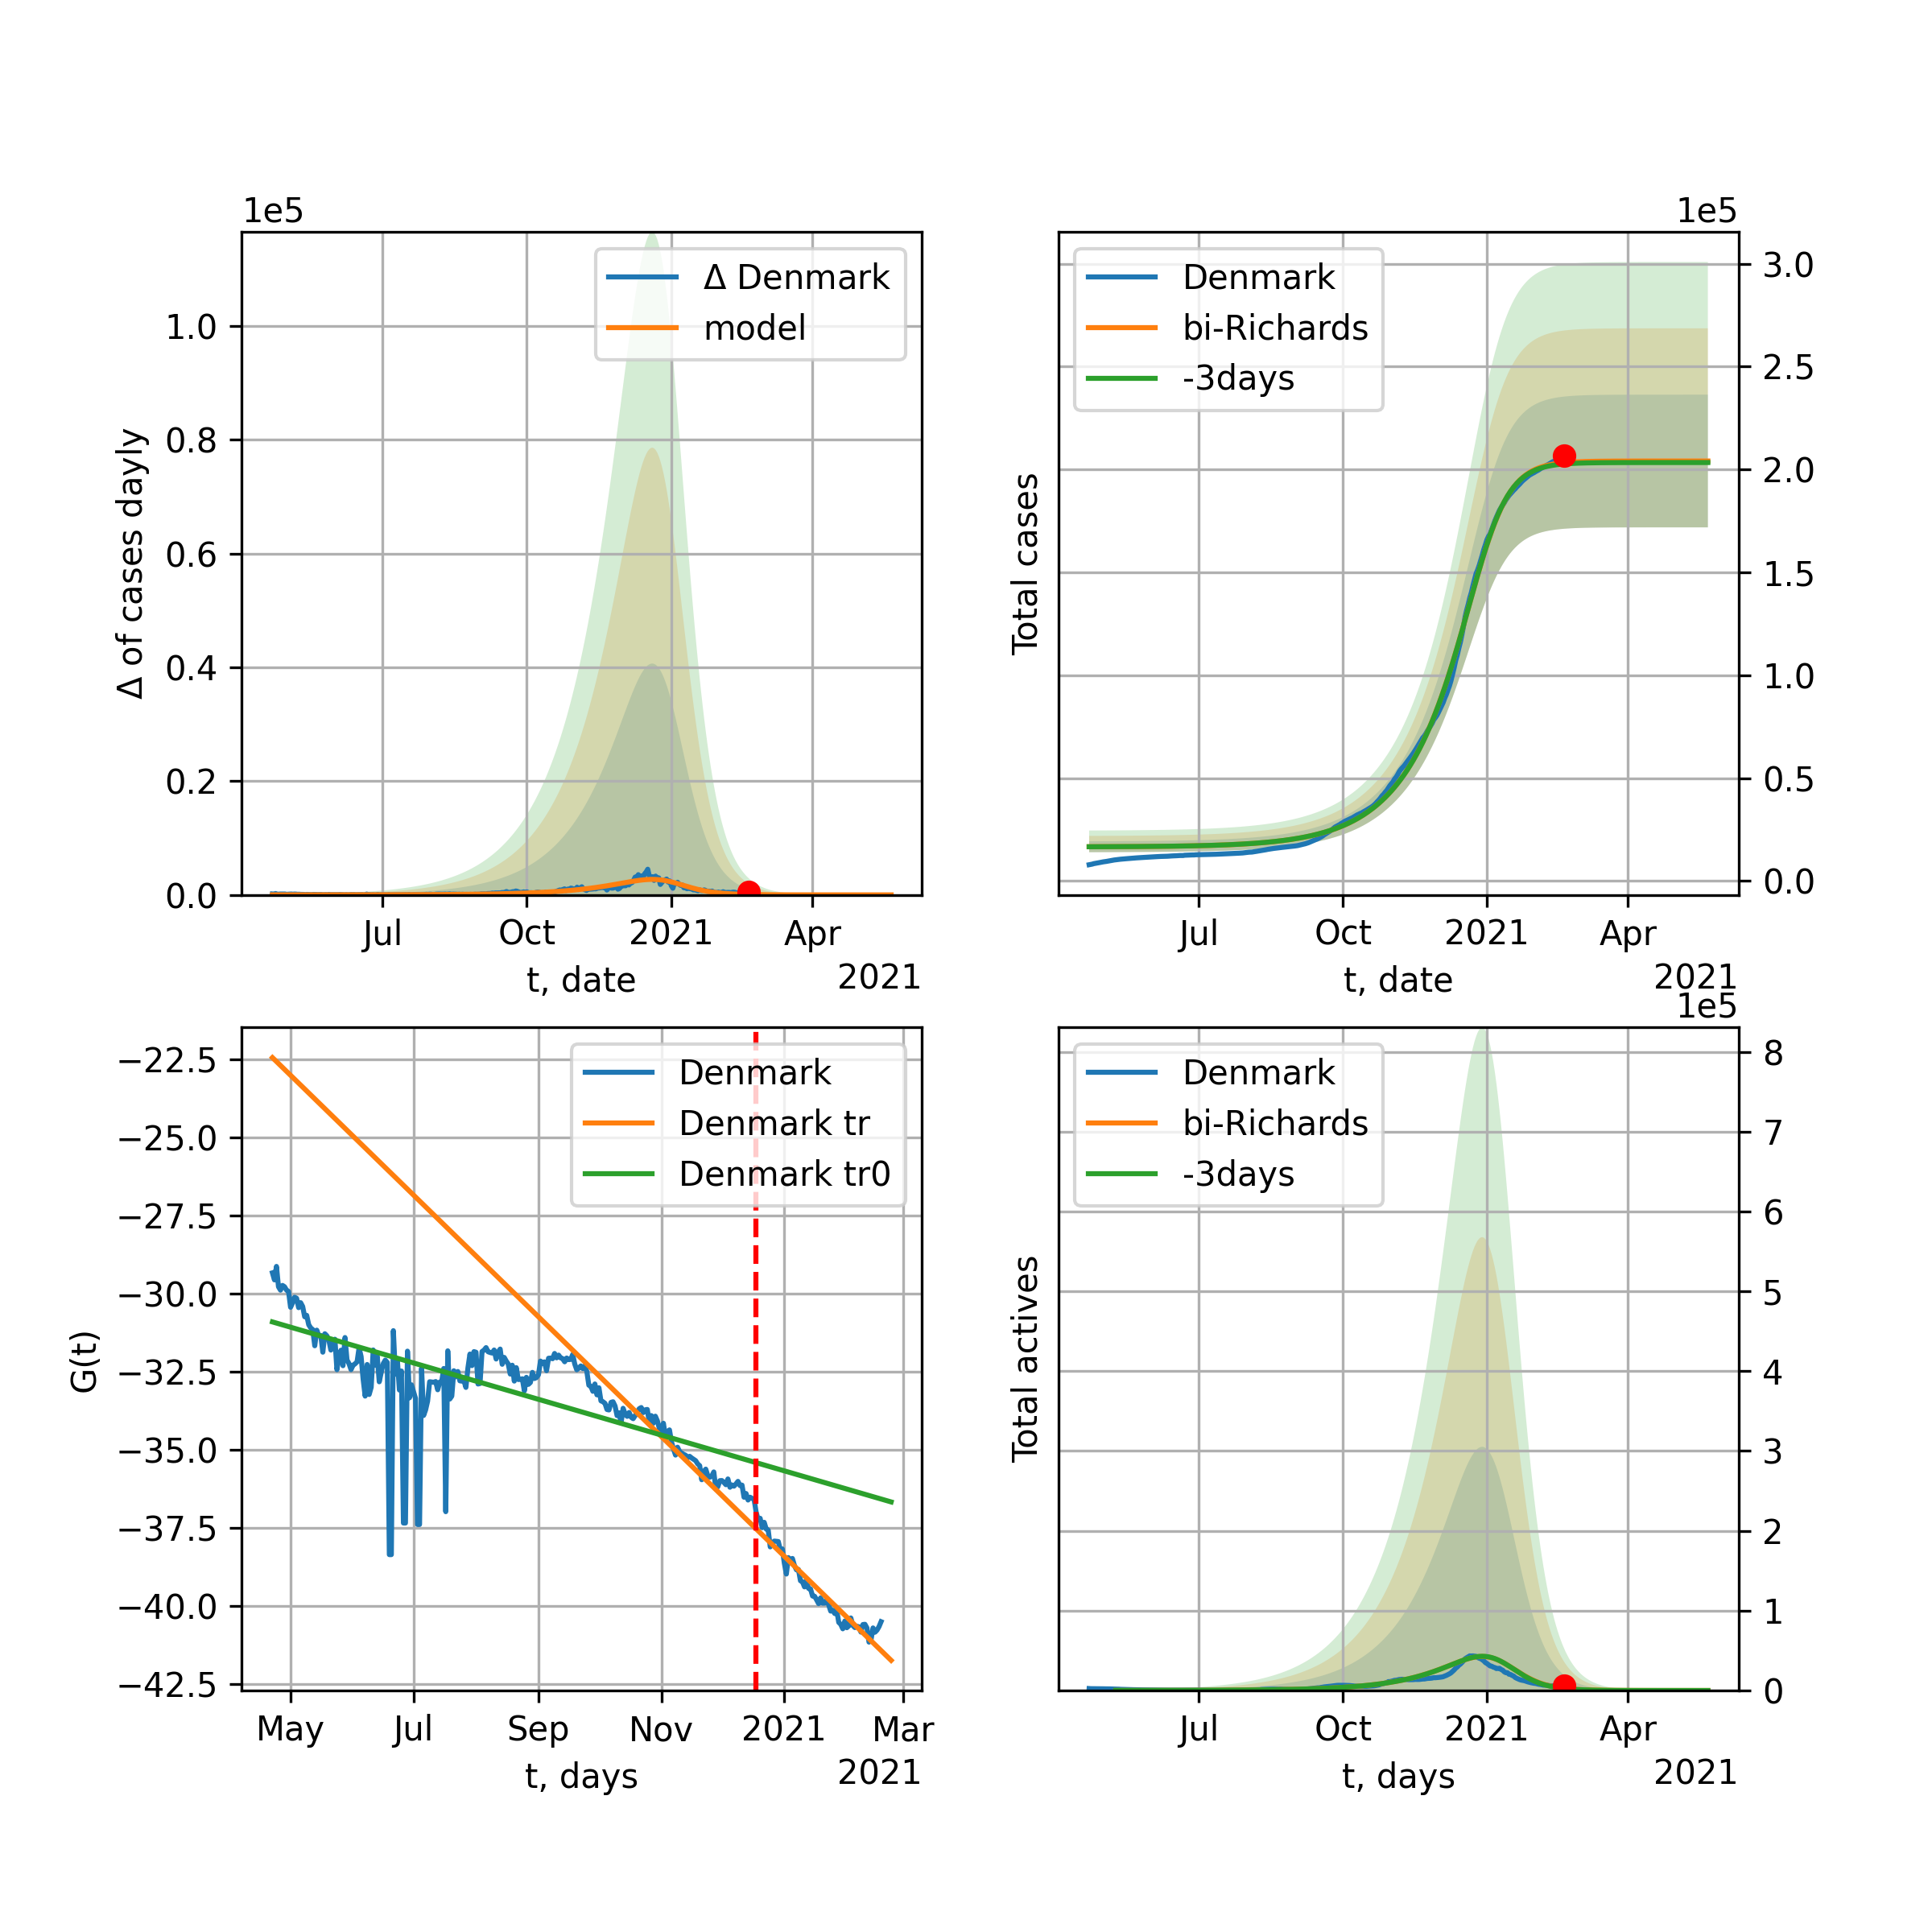 1e5
Δ of cases dayly
1.0
0.8
0.6
0.4
0.2
0.0
Δ Denmark
model
Jul Oct 2021 Apr
t, date
2021
1e5
Total cases
Denmark
bi-Richards
-3days
3.0
2.5
2.0
1.5
1.0
0.5
0.0
Jul Oct 2021 Apr
t, date
2021
G(t)
−22.5
−25.0
−27.5
−30.0
−32.5
−35.0
−37.5
−40.0
−42.5
Denmark
Denmark tr
Denmark tr0
May Jul Sep Nov 2021 Mar
t, days
2021
1e5
Total actives
Denmark
bi-Richards
-3days
8
7
6
5
4
3
2
1
0
Jul Oct 2021 Apr
t, days
2021